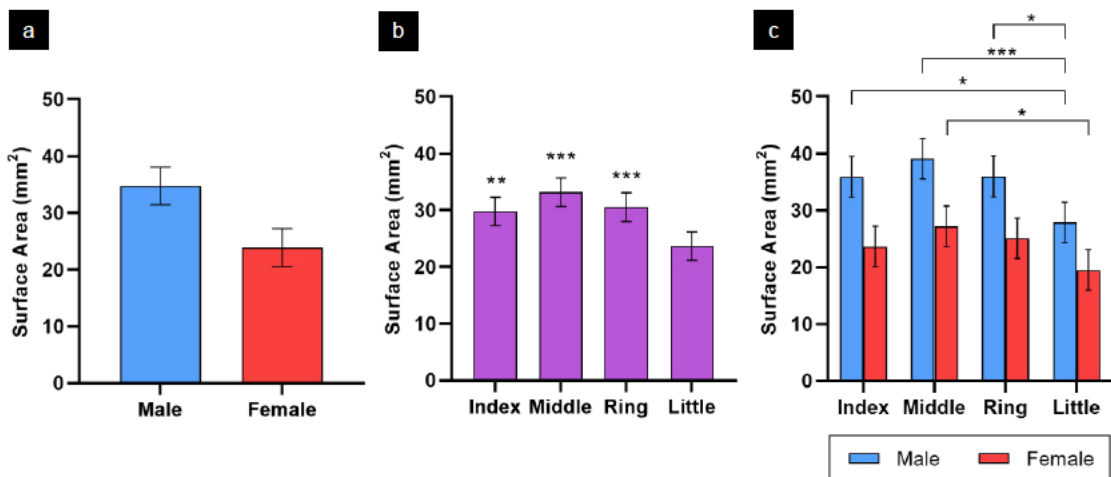 a
b
c
Surface Area (mm²)
50
40
30
20
10
0
Male
Female
Surface Area (mm²)
50
40
30
20
10
0
**
***
***
Index
Middle
Ring
Little
*
***
*
*
Surface Area (mm²)
50
40
30
20
10
0
Index
Middle
Ring
Little
Male
Female